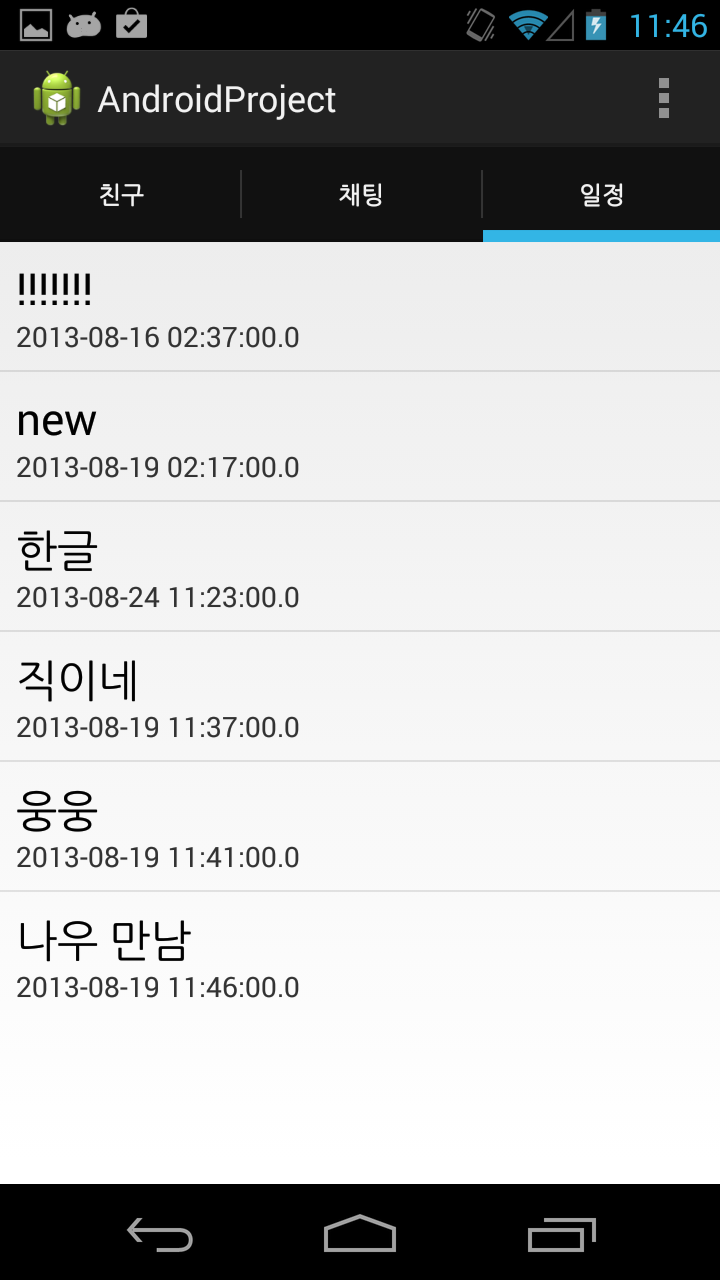 11:46
AndroidProject
친구 채팅 일정
!!!!!!!
2013-08-16 02:37:00.0
new
2013-08-19 02:17:00.0
한글
2013-08-24 11:23:00.0
직이네
2013-08-19 11:37:00.0
웅웅
2013-08-19 11:41:00.0
나우 만남
2013-08-19 11:46:00.0